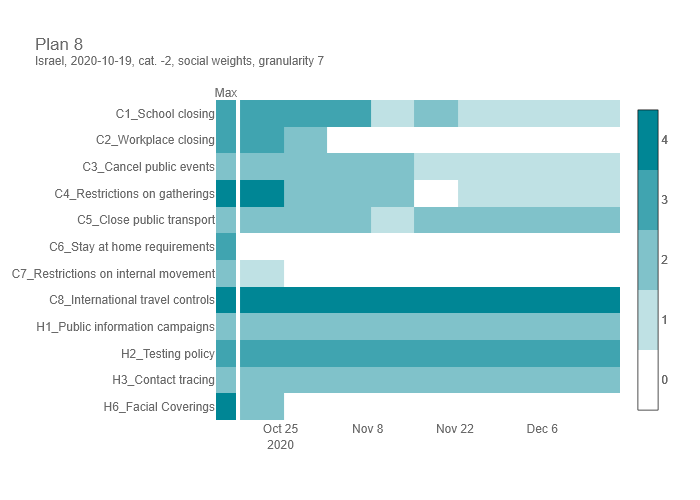 Plan 8
Israel, 2020-10-19, cat. -2, social weights, granularity 7
Max
C1_School closing
C2_Workplace closing
C3_Cancel public events
C4_Restrictions on gatherings
C5_Close public transport
C6_Stay at home requirements
C7_Restrictions on internal movement
C8_International travel controls
H1_Public information campaigns
H2_Testing policy
H3_Contact tracing
H6_Facial Coverings
Oct 25 Nov 8 Nov 22 Dec 6
2020
4
3
2
1
0